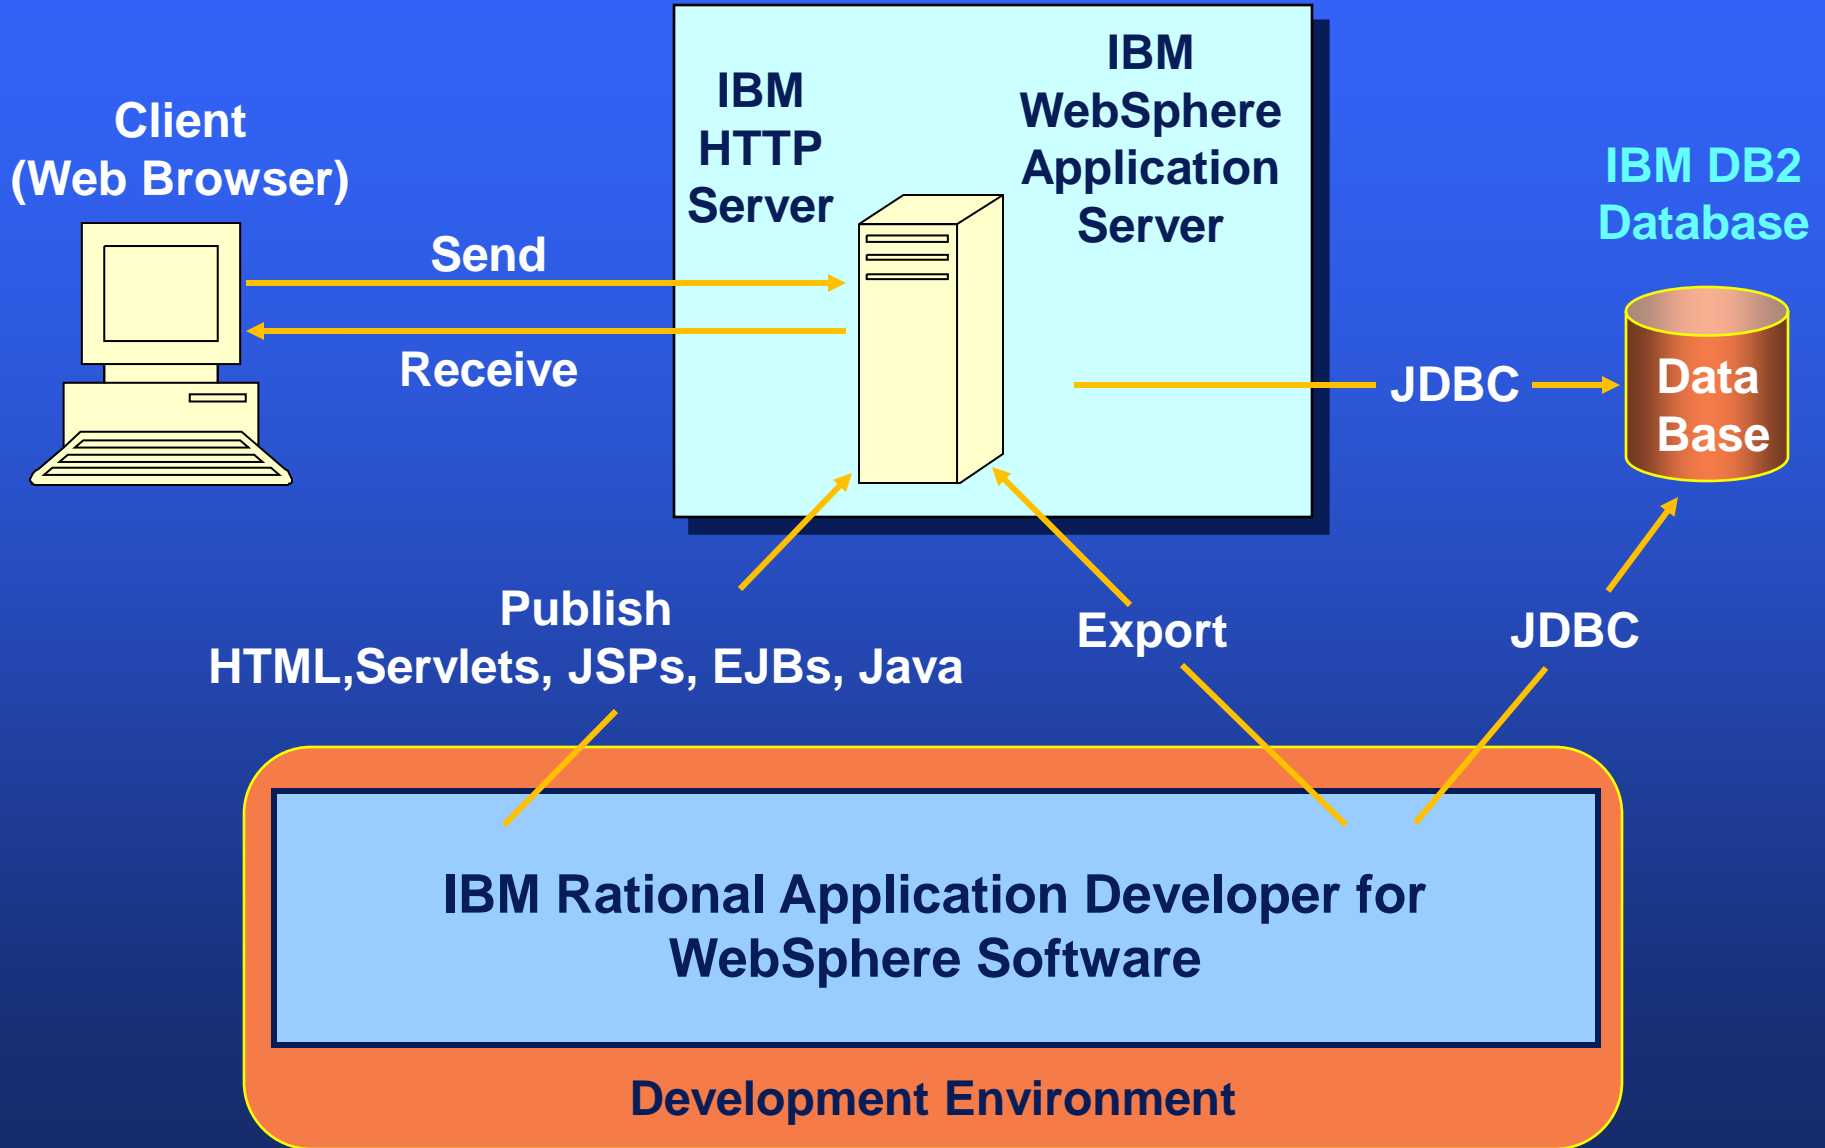 Client
(Web Browser)
IBM
HTTP
Server
IBM
WebSphere
Application
Server
IBM DB2
Database
Send
Receive
JDBC
Data
Base
Publish
HTML,Servlets, JSPs, EJBs, Java
Export
JDBC
IBM Rational Application Developer for
WebSphere Software
Development Environment